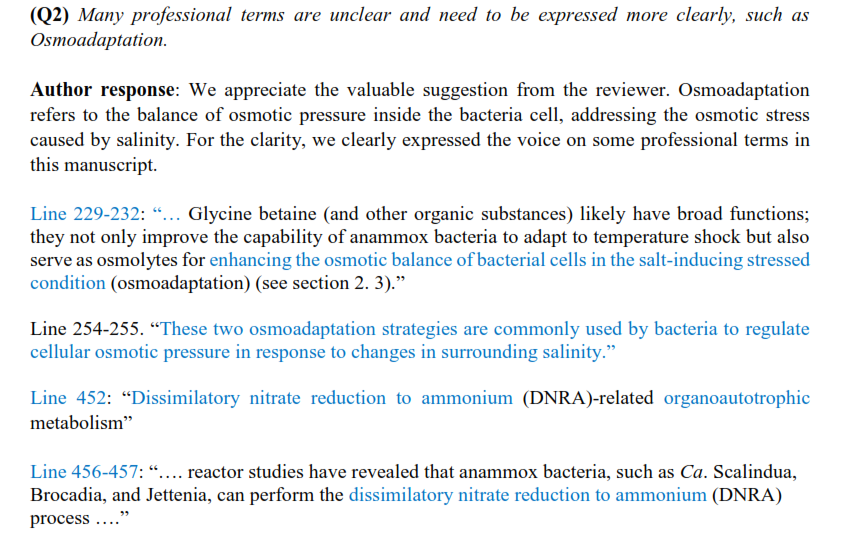 (Q2) Many professional terms are unclear and need to be expressed more clearly, such as
Osmoadaptation.
Author response: We appreciate the valuable suggestion from the reviewer. Osmoadaptation
refers to the balance of osmotic pressure inside the bacteria cell, addressing the osmotic stress
caused by salinity. For the clarity, we clearly expressed the voice on some professional terms in
this manuscript.
Line 229-232: “… Glycine betaine (and other organic substances) likely have broad functions;
they not only improve the capability of anammox bacteria to adapt to temperature shock but also
serve as osmolytes for enhancing the osmotic balance of bacterial cells in the salt-inducing stressed
condition (osmoadaptation) (see section 2. 3).”
Line 254-255. “These two osmoadaptation strategies are commonly used by bacteria to regulate
cellular osmotic pressure in response to changes in surrounding salinity.”
Line 452: “Dissimilatory nitrate reduction to ammonium (DNRA)-related organoautotrophic
metabolism”
Line 456-457: “…. reactor studies have revealed that anammox bacteria, such as Ca. Scalindua,
Brocadia, and Jettenia, can perform the dissimilatory nitrate reduction to ammonium (DNRA)
process ….”